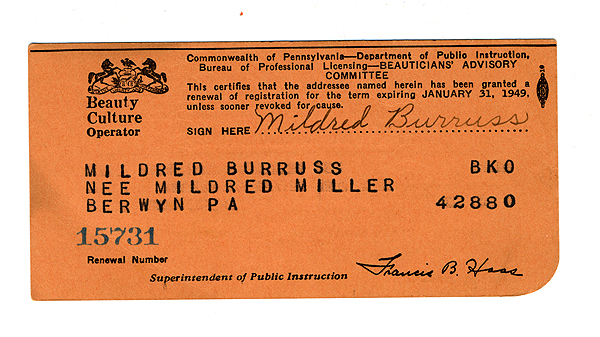 Commonwealth of Pennsylvania—Department of Public Instruction,
Bureau of Professional Licensing—BEAUTICIANS' ADVISORY
COMMITTEE
This certifies that the addressee named herein has been granted a
renewal of registration for the term expiring JANUARY 31, 1949,
unless sooner revoked for cause.
Beauty
Culture
Operator
SIGN HERE Mildred Burruss
MILDRED BURRUSS BKO
NEE MILDRED MILLER
BERWYN PA 42880
15731
Renewal Number
Superintendent of Public Instruction Francis B. Haas